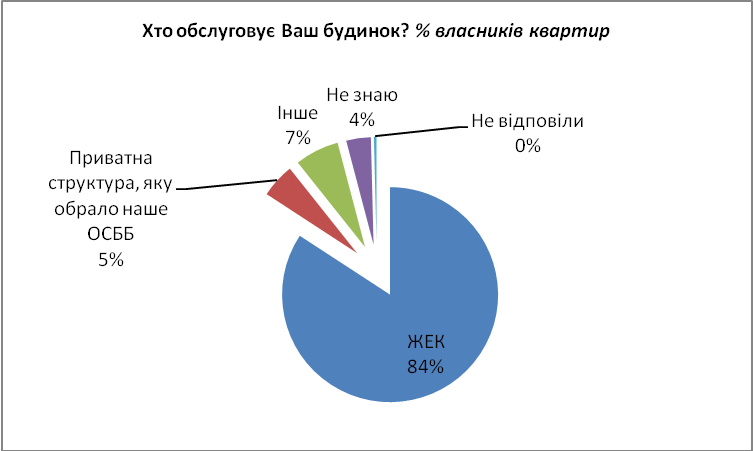 Хто обслуговує Ваш будинок? % власників квартир
Не знаю
4%
Інше
7%
Не відповіли
0%
Приватна
структура, яку
обрало наше
ОСББ
5%
ЖЕК
84%